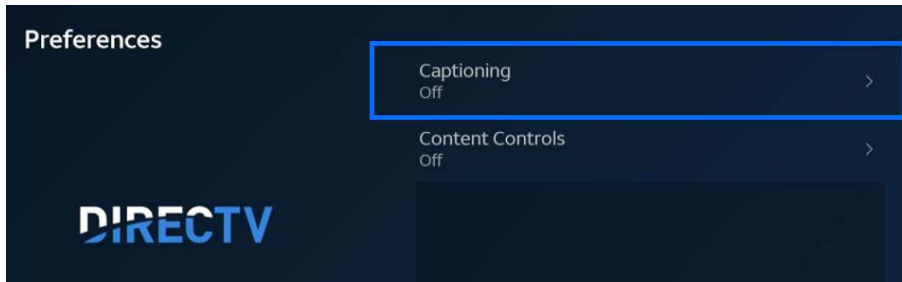 Preferences
Captioning
Off
Content Controls
Off
DIRECTV